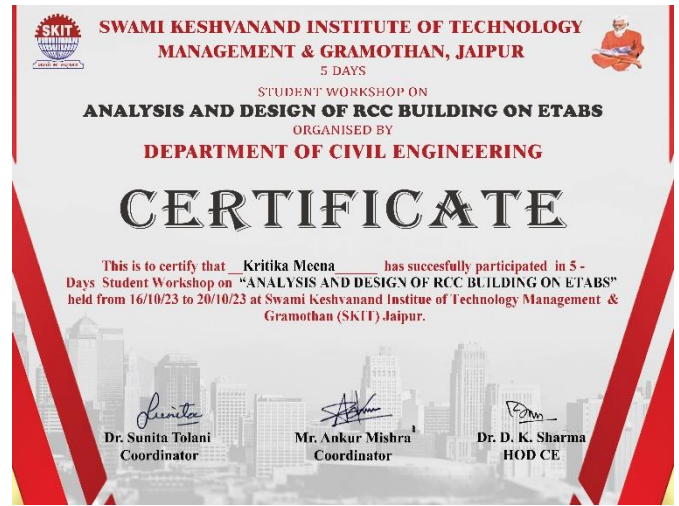 SKIT
SWAMI KESHVANAND INSTITUTE OF TECHNOLOGY
MANAGEMENT & GRAMOTHAN, JAIPUR
5 DAYS
STUDENT WORKSHOP ON
ANALYSIS AND DESIGN OF RCC BUILDING ON ETABS
ORGANISED BY
DEPARTMENT OF CIVIL ENGINEERING
CERTIFICATE
This is to certify that __Kritika Meena______ has succesfully participated in 5 -
Days Student Workshop on “ANALYSIS AND DESIGN OF RCC BUILDING ON ETABS”
held from 16/10/23 to 20/10/23 at Swami Keshvanand Institue of Technology Management &
Gramothan (SKIT) Jaipur.
Sunita
Dr. Sunita Tolani
Coordinator
Mr. Ankur Mishra
Coordinator
Dr. D. K. Sharma
HOD CE